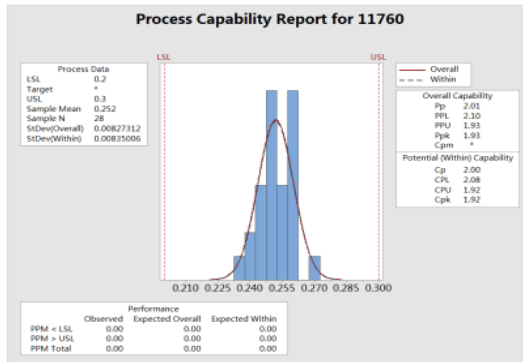 Process Capability Report for 11760
LSL USL
Process Data
LSL 0.2
Target *
USL 0.3
Sample Mean 0.252
Sample N 28
StDev(Overall) 0.00827312
StDev(Within) 0.00835006
Overall
Within
Overall Capability
Pp 2.01
PPL 2.10
PPU 1.93
Ppk 1.93
Cpm *
Potential (Within) Capability
Cp 2.00
CPL 2.08
CPU 1.92
Cpk 1.92
0.210 0.225 0.240 0.255 0.270 0.285 0.300
Performance
Observed Expected Overall Expected Within
PPM < LSL 0.00 0.00 0.00
PPM > USL 0.00 0.00 0.00
PPM Total 0.00 0.00 0.00